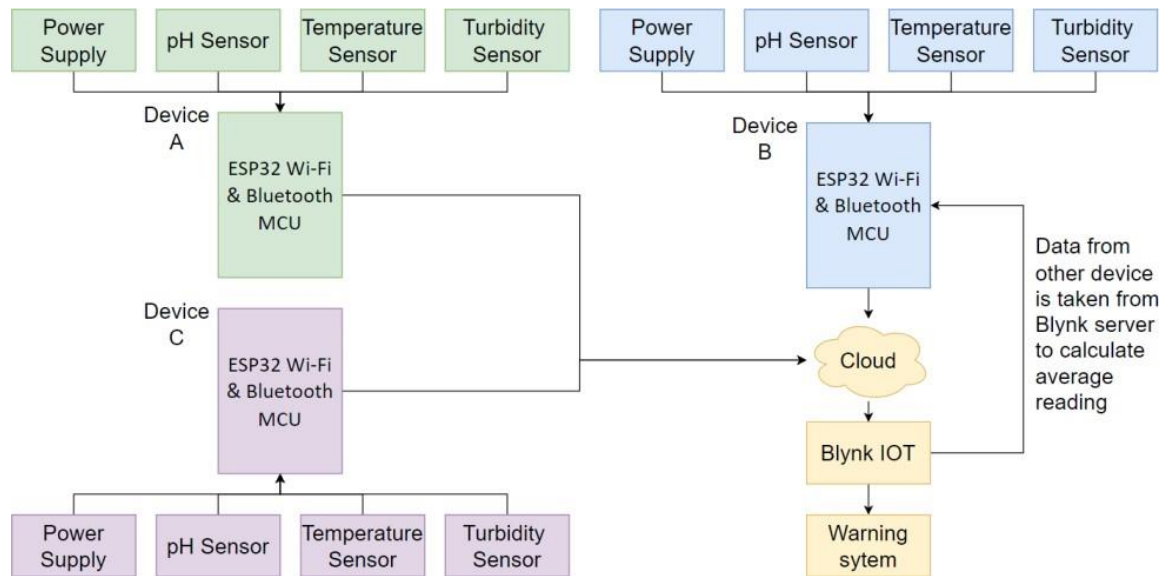 Power
Supply
pH Sensor
Temperature
Sensor
Turbidity
Sensor
Power
Supply
pH Sensor
Temperature
Sensor
Turbidity
Sensor
Device
A
ESP32 Wi-Fi
& Bluetooth
MCU
Device
B
ESP32 Wi-Fi
& Bluetooth
MCU
Data from
other device
is taken from
Blynk server
to calculate
average
reading
Device
C
ESP32 Wi-Fi
& Bluetooth
MCU
Cloud
Blynk IOT
Power
Supply
pH Sensor
Temperature
Sensor
Turbidity
Sensor
Warning
sytem